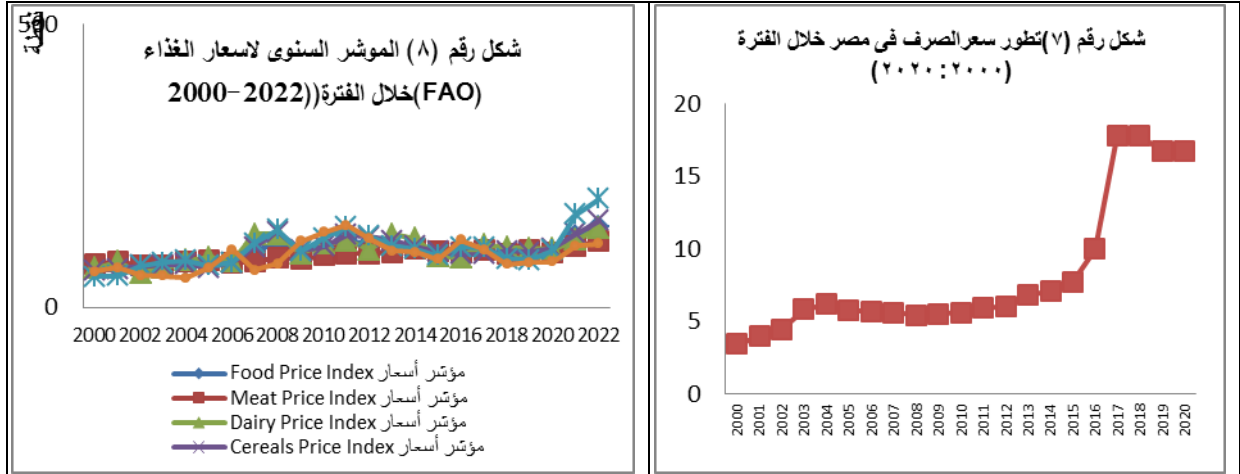 500
شكل رقم (٨) الموشر السنوى لاسعار الغذاء
(FAO)خلال الفترة((2022-2000
0
2000 2002 2004 2006 2008 2010 2012 2014 2016 2018 2020 2022
Food Price Index مؤشر أسعار
Meat Price Index مؤشر أسعار
Dairy Price Index مؤشر أسعار
Cereals Price Index مؤشر أسعار
شكل رقم (٧)تطور سعرالصرف فى مصر خلال الفترة
(٢٠٠٠:٢٠٢٠)
20
15
10
5
0
2000 2001 2002 2003 2004 2005 2006 2007 2008 2009 2010 2011 2012 2013 2014 2015 2016 2017 2018 2019 2020